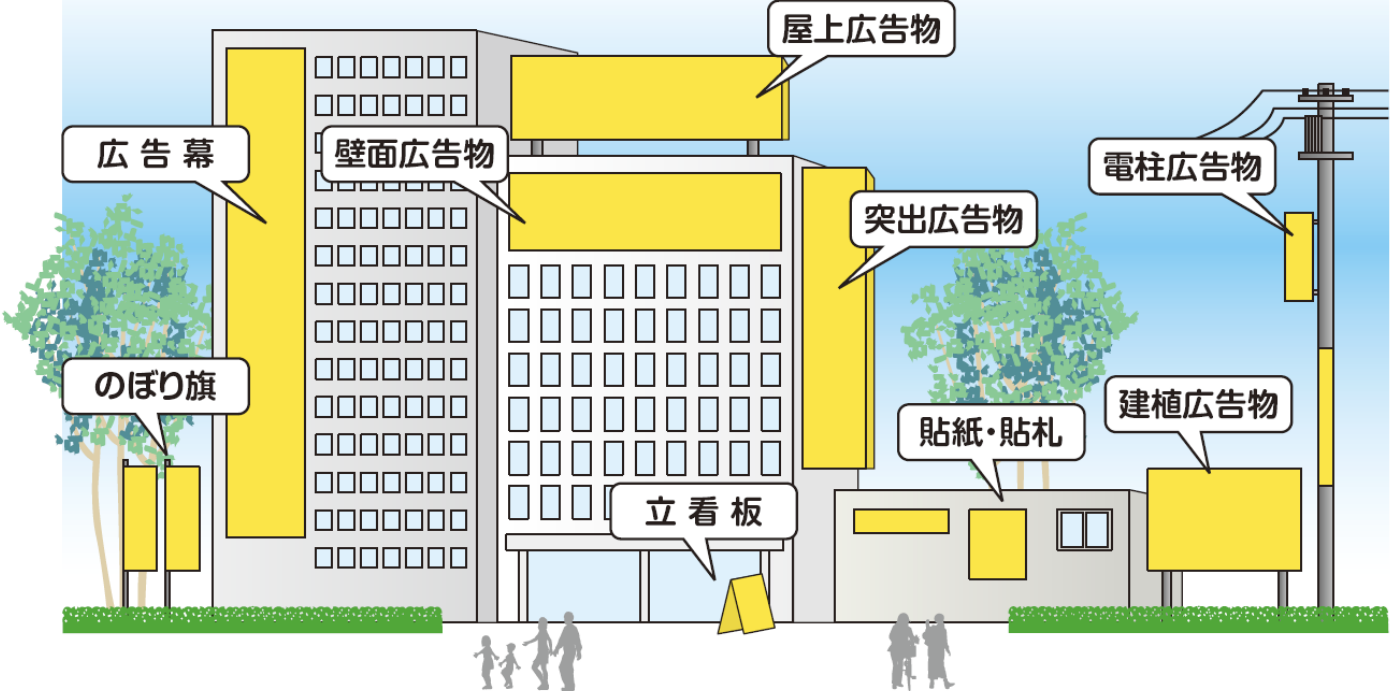 屋上広告物
広告幕
壁面広告物
電柱広告物
突出広告物
のぼり旗
建植広告物
貼紙・貼札
立看板